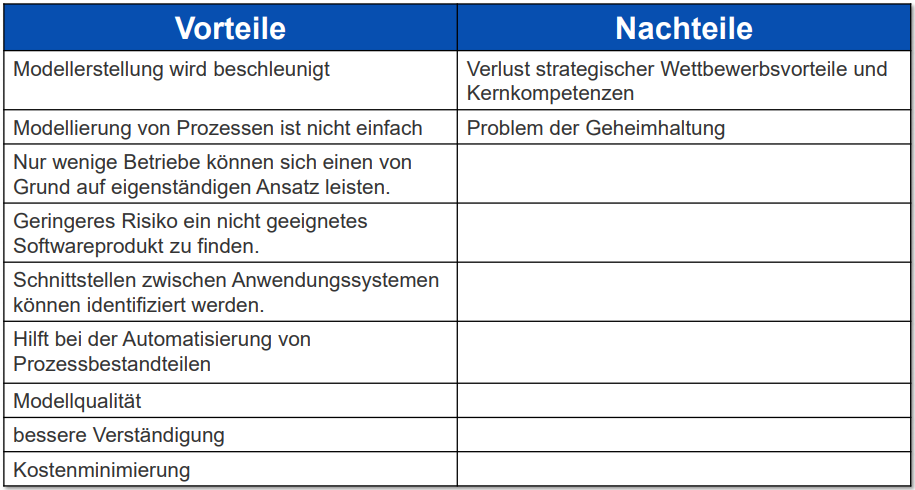 Vorteile
Nachteile
Modellerstellung wird beschleunigt
Verlust strategischer Wettbewerbsvorteile und
Kernkompetenzen
Modellierung von Prozessen ist nicht einfach
Problem der Geheimhaltung
Nur wenige Betriebe können sich einen von
Grund auf eigenständigen Ansatz leisten.
Geringeres Risiko ein nicht geeignetes
Softwareprodukt zu finden.
Schnittstellen zwischen Anwendungssystemen
können identifiziert werden.
Hilft bei der Automatisierung von
Prozessbestandteilen
Modellqualität
bessere Verständigung
Kostenminimierung